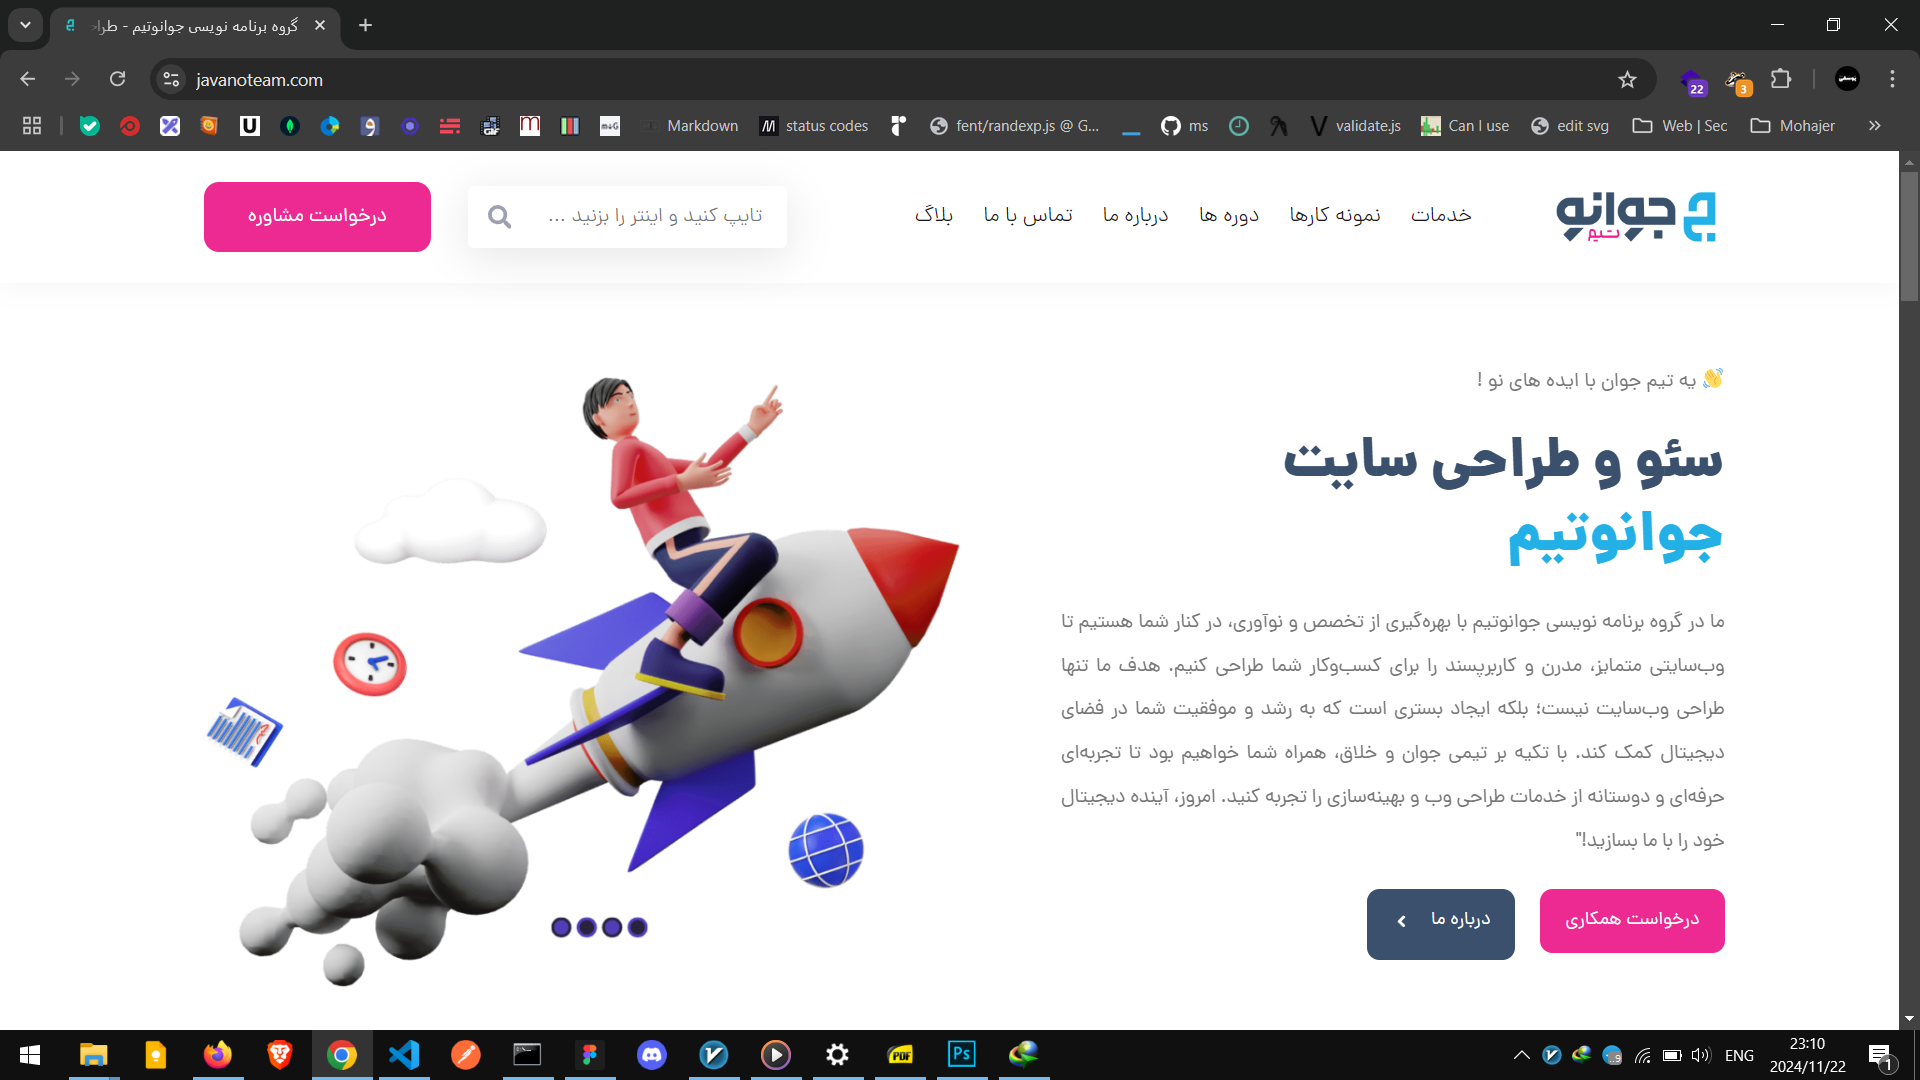 گروه برنامه نویسی جوانوتیم - طراح
javanoteam.com
22
3
Markdown
status codes
fent/randexp.js @ G...
ms
validate.js
Can I use
edit svg
Web | Sec
Mohajer
جوانو
تیم
خدمات
نمونه کارها
دوره ها
درباره ما
تماس با ما
بلاگ
تایپ کنید و اینتر را بزنید ...
درخواست مشاوره
👋 یه تیم جوان با ایده های نو !
سئو و طراحی سایت
جوانوتیم
ما در گروه برنامه نویسی جوانوتیم با بهره‌گیری از تخصص و نوآوری، در کنار شما هستیم تا
وب‌سایتی متمایز، مدرن و کاربرپسند را برای کسب‌وکار شما طراحی کنیم. هدف ما تنها
طراحی وب‌سایت نیست؛ بلکه ایجاد بستری است که به رشد و موفقیت شما در فضای
دیجیتال کمک کند. با تکیه بر تیمی جوان و خلاق، همراه شما خواهیم بود تا تجربه‌ای
حرفه‌ای و دوستانه از خدمات طراحی وب و بهینه‌سازی را تجربه کنید. امروز، آینده دیجیتال
خود را با ما بسازید!"
درخواست همکاری
درباره ما
PDF
Ps
ENG
23:10
2024/11/22
1